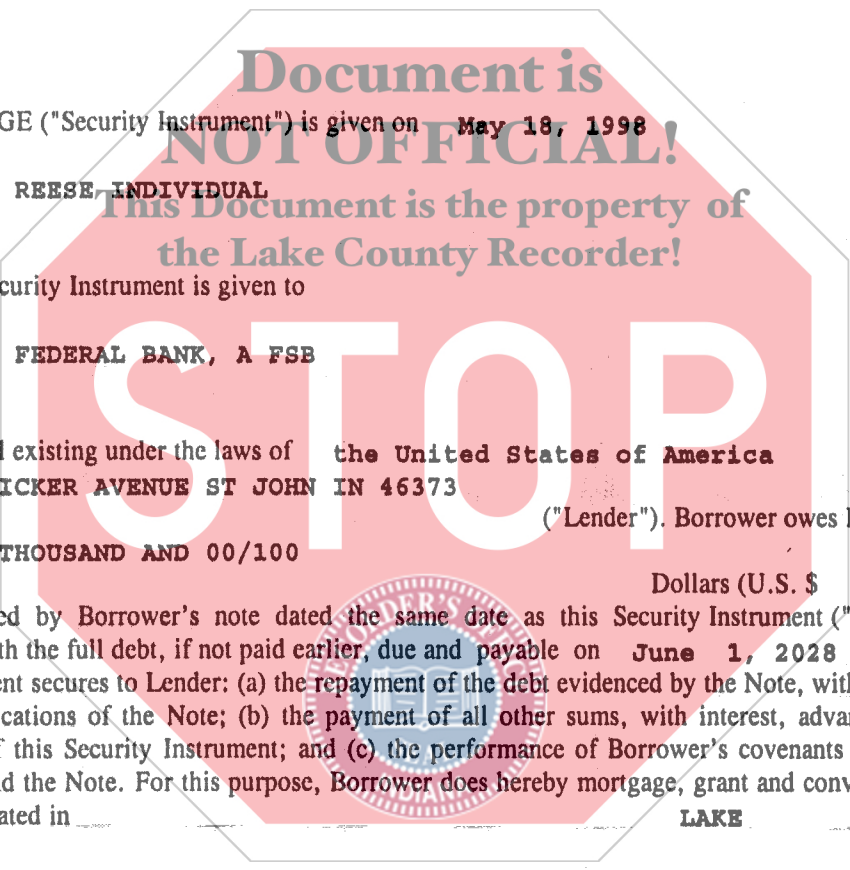 Document is
GE ("Security Instrument") is given on May 18, 1998
NOT OFFICIAL!
REESE INDIVIDUAL
This Document is the property of
the Lake County Recorder!
curity Instrument is given to
STOP
FEDERAL BANK, A FSB
existing under the laws of the United States of America
ICKER AVENUE ST JOHN IN 46373
("Lender"). Borrower owes
THOUSAND AND 00/100
Dollars (U.S. $
RECORDER'S OFFICE
ed by Borrower's note dated the same date as this Security Instrument ("
th the full debt, if not paid earlier, due and payable on June 1, 2028
ent secures to Lender: (a) the repayment of the debt evidenced by the Note, with
cations of the Note; (b) the payment of all other sums, with interest, advan
f this Security Instrument; and (c) the performance of Borrower's covenants
d the Note. For this purpose, Borrower does hereby mortgage, grant and conv
INDIANA
ated in LAKE